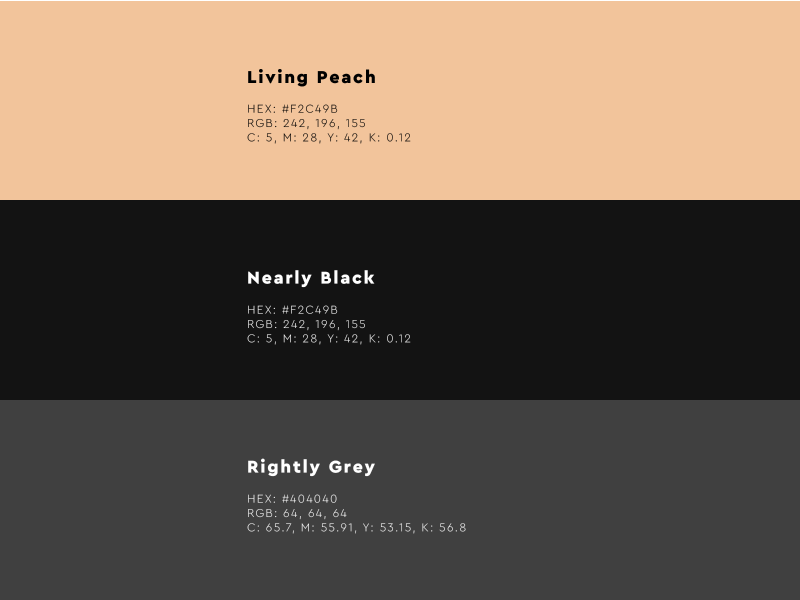 Living Peach
HEX: #F2C49B
RGB: 242, 196, 155
C: 5, M: 28, Y: 42, K: 0.12
Nearly Black
HEX: #F2C49B
RGB: 242, 196, 155
C: 5, M: 28, Y: 42, K: 0.12
Rightly Grey
HEX: #404040
RGB: 64, 64, 64
C: 65.7, M: 55.91, Y: 53.15, K: 56.8